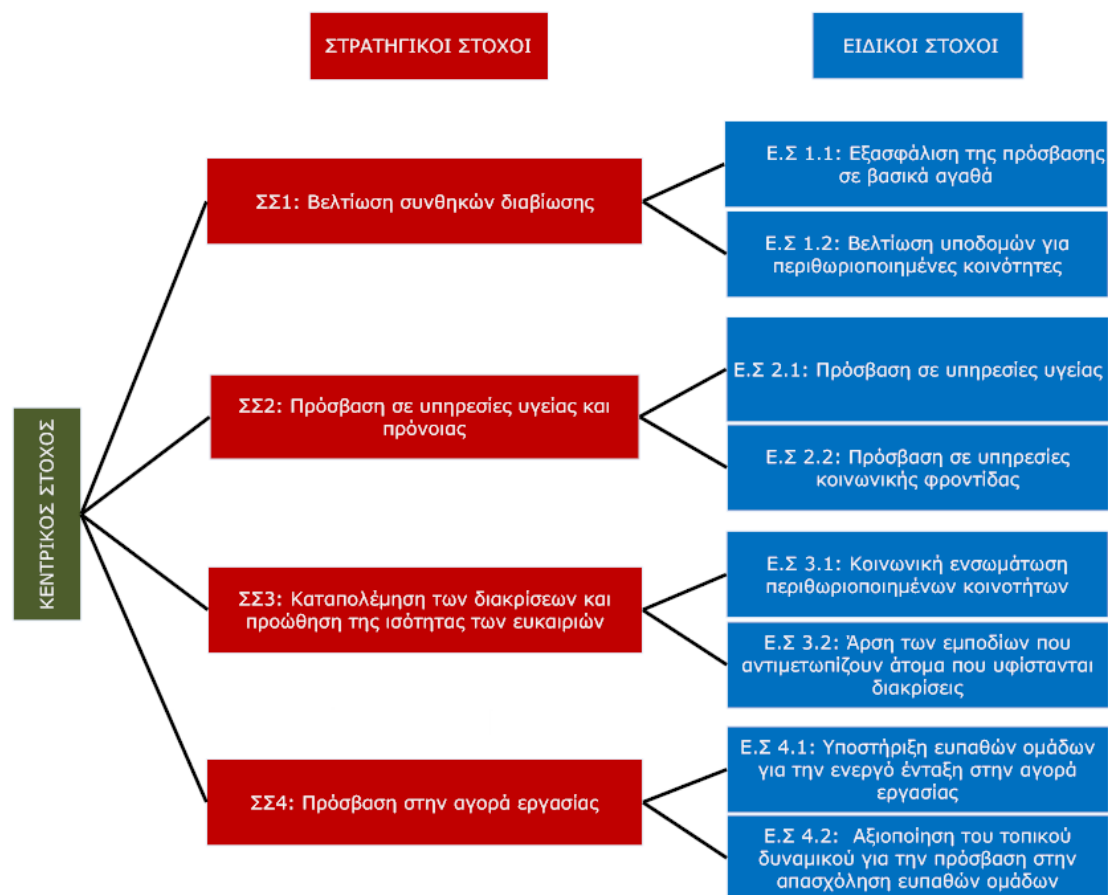 ΣΤΡΑΤΗΓΙΚΟΙ ΣΤΟΧΟΙ
ΕΙΔΙΚΟΙ ΣΤΟΧΟΙ
ΚΕΝΤΡΙΚΟΣ ΣΤΟΧΟΣ
ΣΣ1: Βελτίωση συνθηκών διαβίωσης
Ε.Σ 1.1: Εξασφάλιση της πρόσβασης
σε βασικά αγαθά
Ε.Σ 1.2: Βελτίωση υποδομών για
περιθωριοποιημένες κοινότητες
ΣΣ2: Πρόσβαση σε υπηρεσίες υγείας και
πρόνοιας
Ε.Σ 2.1: Πρόσβαση σε υπηρεσίες υγείας
Ε.Σ 2.2: Πρόσβαση σε υπηρεσίες
κοινωνικής φροντίδας
ΣΣ3: Καταπολέμηση των διακρίσεων και
προώθηση της ισότητας των ευκαιριών
Ε.Σ 3.1: Κοινωνική ενσωμάτωση
περιθωριοποιημένων κοινοτήτων
Ε.Σ 3.2: Άρση των εμποδίων που
αντιμετωπίζουν άτομα που υφίστανται
διακρίσεις
ΣΣ4: Πρόσβαση στην αγορά εργασίας
Ε.Σ 4.1: Υποστήριξη ευπαθών ομάδων
για την ενεργό ένταξη στην αγορά
εργασίας
Ε.Σ 4.2: Αξιοποίηση του τοπικού
δυναμικού για την πρόσβαση στην
απασχόληση ευπαθών ομάδων